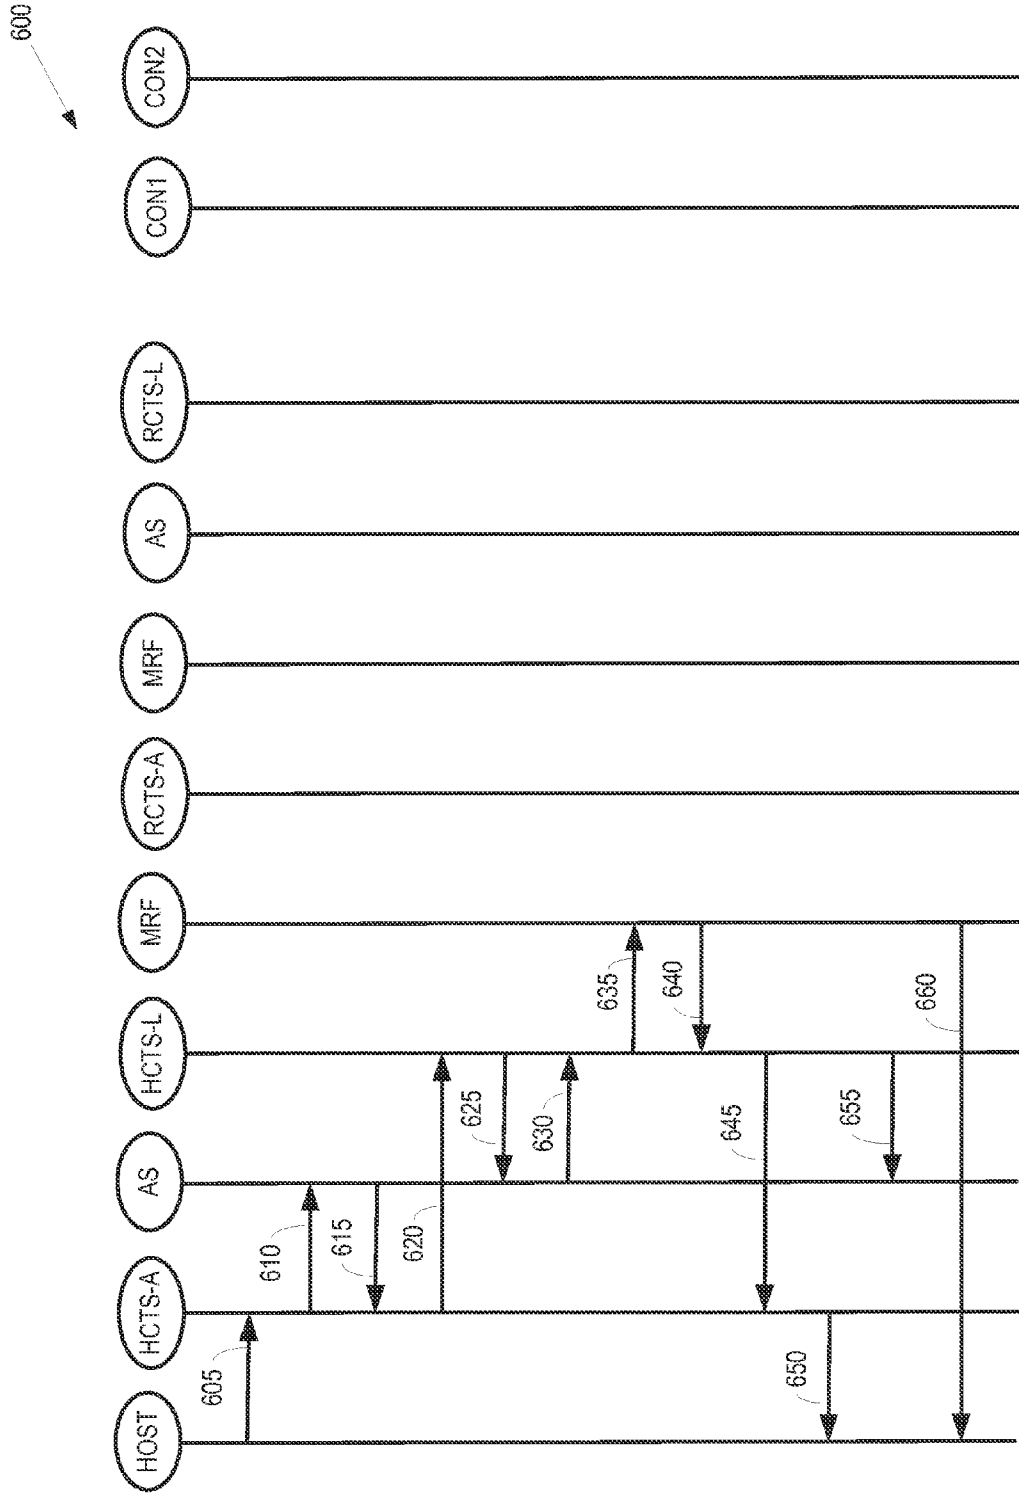 600
HOST
HCTS-A
AS
HCTS-L
MRF
RCTS-A
MRF
AS
RCTS-L
CON1
CON2
605
610
615
620
625
630
635
640
645
650
655
660